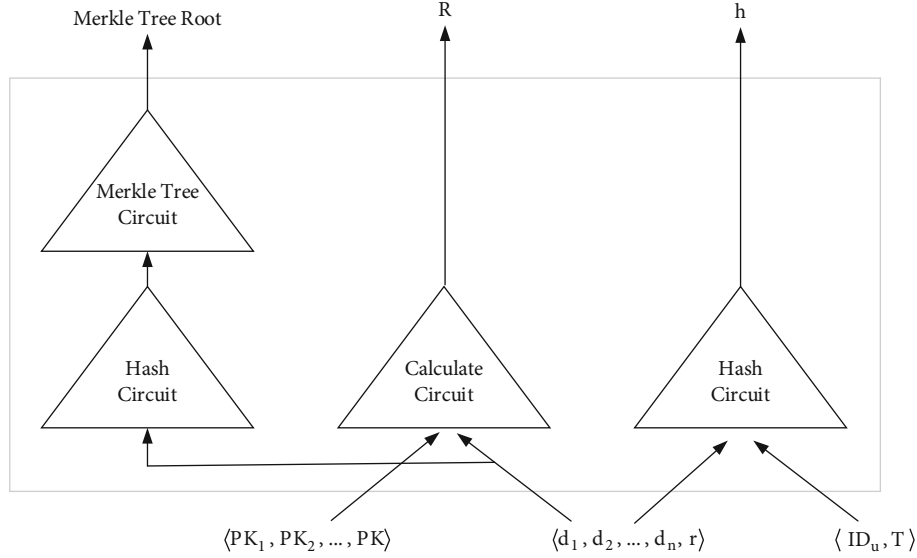 Merkle Tree Root
R
h
Merkle Tree
Circuit
Hash
Circuit
Calculate
Circuit
Hash
Circuit
⟨PK₁, PK₂, ..., PK⟩
⟨d₁, d₂, ..., dₙ, r⟩
⟨ IDᵤ, T ⟩